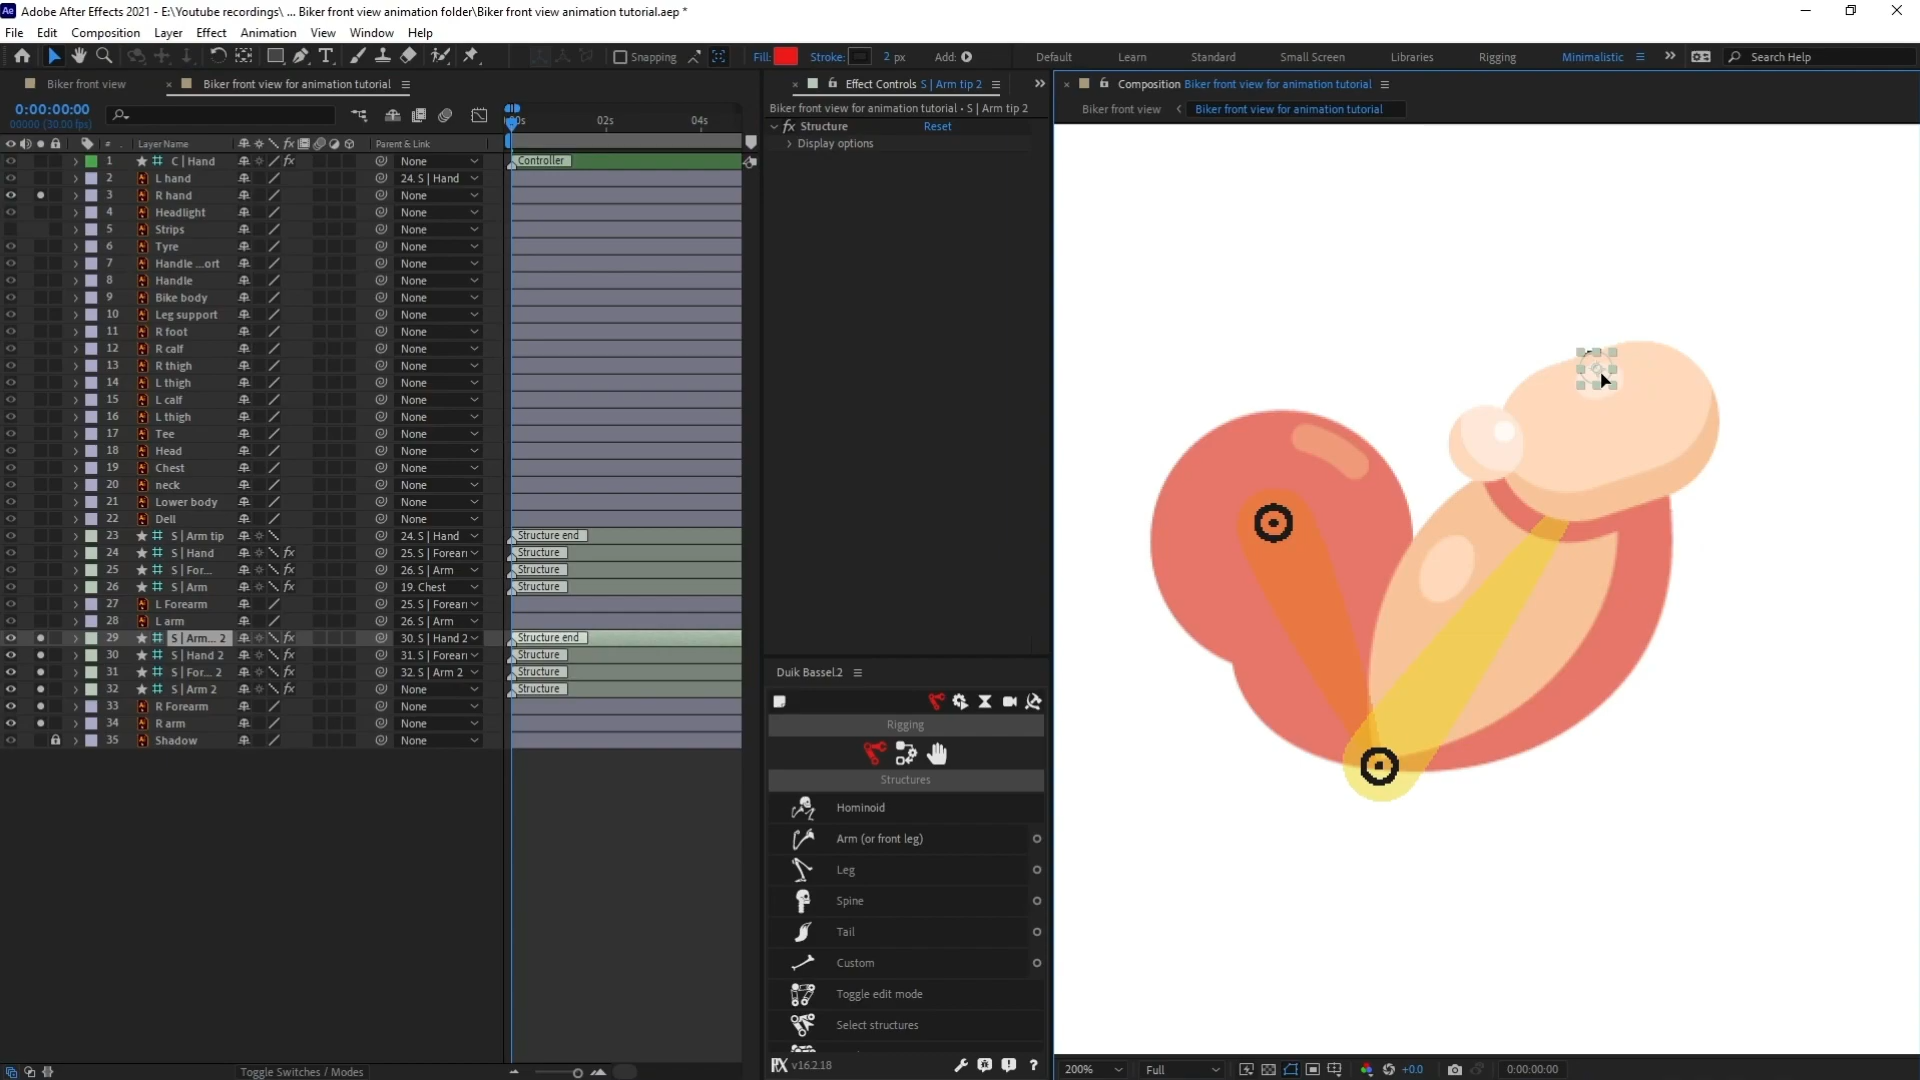 Adobe After Effects 2021 - E:\Youtube recordings\ ... Biker front view animation folder\Biker front view animation tutorial.aep *
File Edit Composition Layer Effect Animation View Window Help
Snapping Fill: Stroke: 2 px Add: Default Learn Standard Small Screen Libraries Rigging Minimalistic Search Help
Biker front view Biker front view for animation tutorial
Effect Controls S | Arm tip 2
Composition Biker front view for animation tutorial
0:00:00:00
00000 (30.00 fps)
02s 04s
Biker front view for animation tutorial • S | Arm tip 2
Biker front view Biker front view for animation tutorial
fx Structure Reset
Display options
# Layer Name Parent & Link
1 C | Hand None Controller
2 L hand 24. S | Hand
3 R hand None
4 Headlight None
5 Strips None
6 Tyre None
7 Handle ...ort None
8 Handle None
9 Bike body None
10 Leg support None
11 R foot None
12 R calf None
13 R thigh None
14 L thigh None
15 L calf None
16 L thigh None
17 Tee None
18 Head None
19 Chest None
20 neck None
21 Lower body None
22 Dell None
23 S | Arm tip 24. S | Hand Structure end
24 S | Hand 25. S | Forearm Structure
25 S | For... 26. S | Arm Structure
26 S | Arm 19. Chest Structure
27 L Forearm 25. S | Forearm
28 L arm 26. S | Arm
29 S | Arm... 2 30. S | Hand 2 Structure end
30 S | Hand 2 31. S | Forearm Structure
31 S | For... 2 32. S | Arm 2 Structure
32 S | Arm 2 None Structure
33 R Forearm None
34 R arm None
35 Shadow None
Duik Bassel.2
Rigging
Structures
Hominoid
Arm (or front leg)
Leg
Spine
Tail
Custom
Toggle edit mode
Select structures
v16.2.18
Toggle Switches / Modes
200% Full +0.0 0:00:00:00